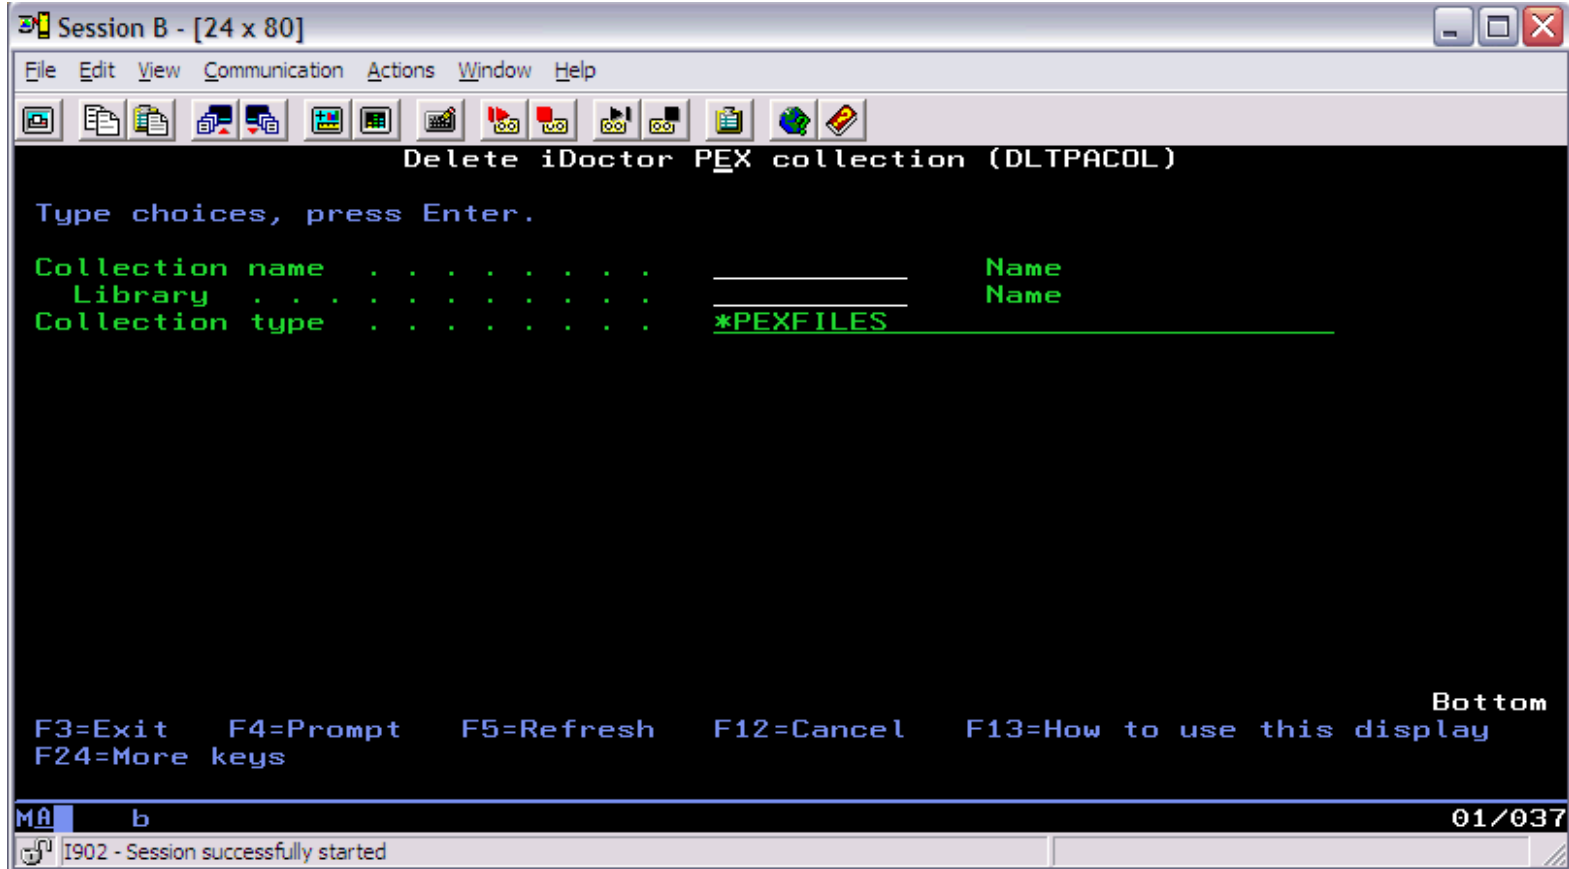 Session B - [24 x 80]
File Edit View Communication Actions Window Help
Delete iDoctor PEX collection (DLTPACOL)
Type choices, press Enter.
Collection name . . . . . . . . Name
Library . . . . . . . . . . . Name
Collection type . . . . . . . . *PEXFILES
Bottom
F3=Exit F4=Prompt F5=Refresh F12=Cancel F13=How to use this display
F24=More keys
MA b 01/037
I902 - Session successfully started